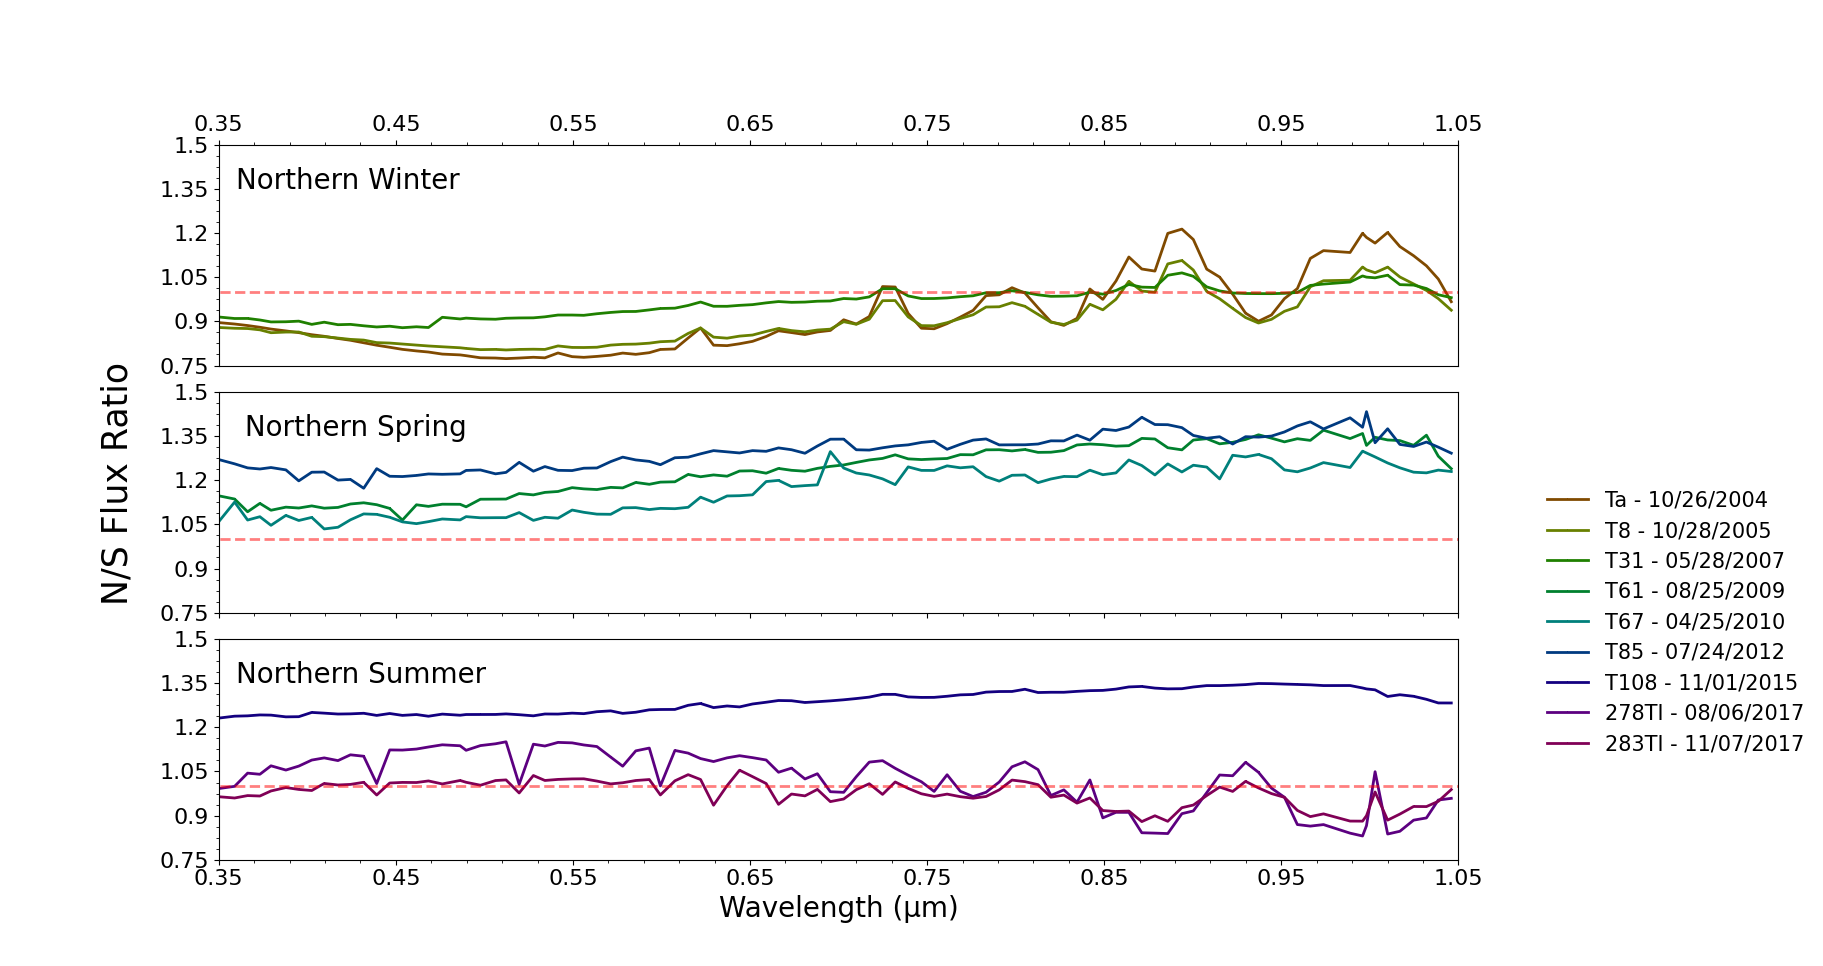 0.35 0.45 0.55 0.65 0.75 0.85 0.95 1.05
1.5
Northern Winter
1.35
1.2
1.05
0.9
0.75
1.5
Northern Spring
1.35
1.2
1.05
0.9
0.75
N/S Flux Ratio
1.5
Northern Summer
1.35
1.2
1.05
0.9
0.75
0.35 0.45 0.55 0.65 0.75 0.85 0.95 1.05
Wavelength (μm)
Ta - 10/26/2004
T8 - 10/28/2005
T31 - 05/28/2007
T61 - 08/25/2009
T67 - 04/25/2010
T85 - 07/24/2012
T108 - 11/01/2015
278TI - 08/06/2017
283TI - 11/07/2017